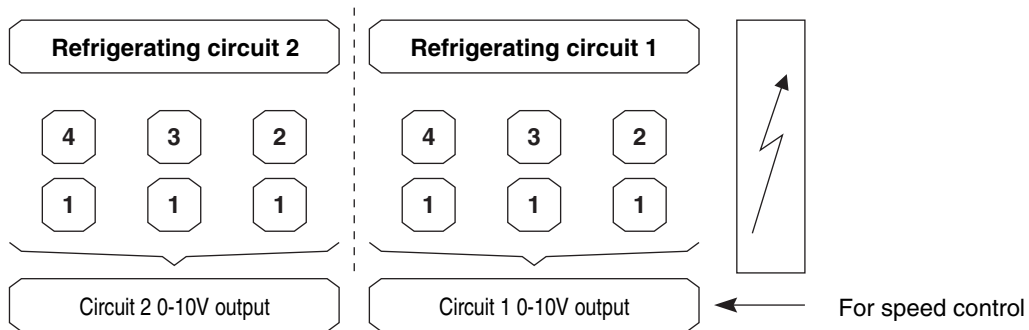 Refrigerating circuit 2 Refrigerating circuit 1
4 3 2 4 3 2
1 1 1 1 1 1
Circuit 2 0-10V output Circuit 1 0-10V output For speed control